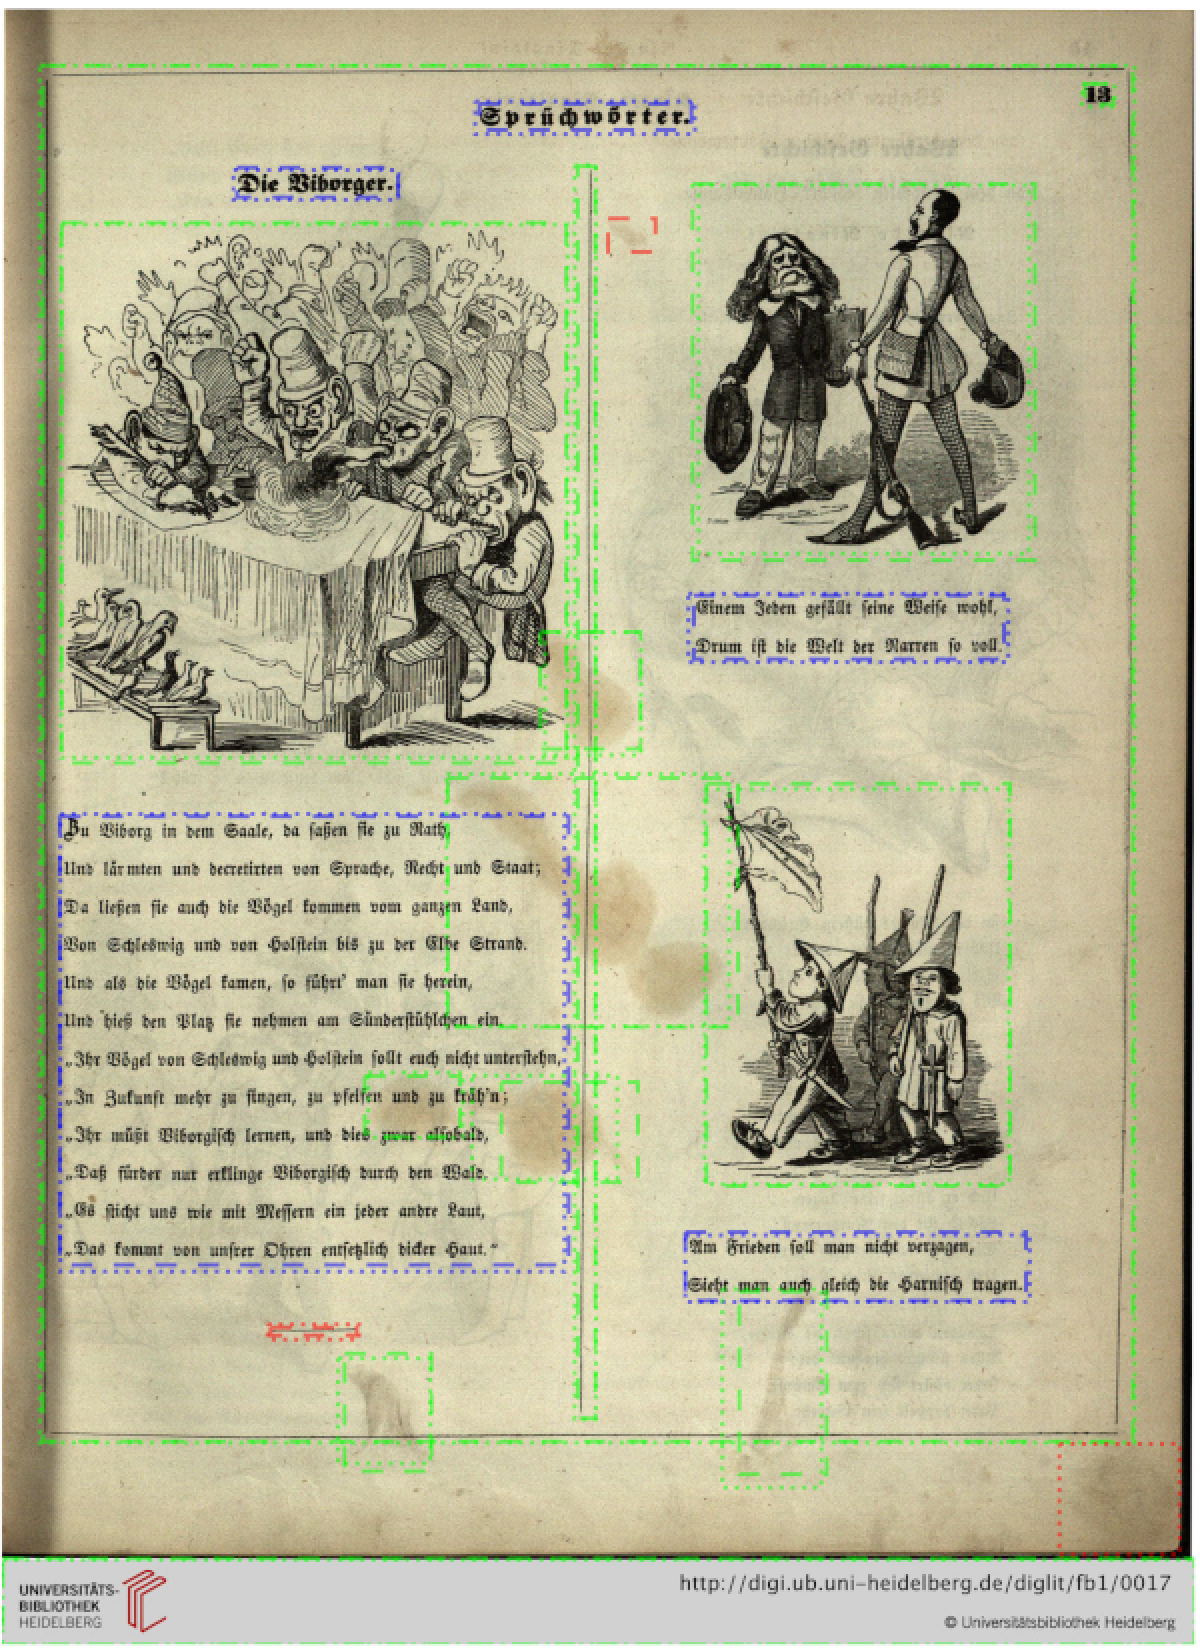 13
Sprüchwörter.
Die Viborger.
Zu Viborg in dem Saale, da saßen sie zu Rath,
Und lärmten und decretirten von Sprache, Recht und Staat;
Da ließen sie auch die Vögel kommen vom ganzen Land,
Von Schleswig und von Holstein bis zu der Elbe Strand.
Und als die Vögel kamen, so führt' man sie herein,
Und hieß den Platz sie nehmen am Sünderstühlchen ein.
„Ihr Vögel von Schleswig und Holstein sollt euch nicht unterstehn,
„In Zukunft mehr zu singen, zu pfeifen und zu kräh'n;
„Ihr müßt Viborgisch lernen, und dies zwar alsobald,
„Daß fürder nur erklinge Viborgisch durch den Wald.
„Es sticht uns wie mit Messern ein jeder andre Laut,
„Das kommt von unsrer Ohren entsetzlich dicker Haut.“
Einem Jeden gefällt seine Weise wohl,
Drum ist die Welt der Narren so voll.
Am Frieden soll man nicht verzagen,
Sieht man auch gleich die Harnisch tragen.
UNIVERSITÄTS-
BIBLIOTHEK
HEIDELBERG
http://digi.ub.uni-heidelberg.de/diglit/fb1/0017
© Universitätsbibliothek Heidelberg